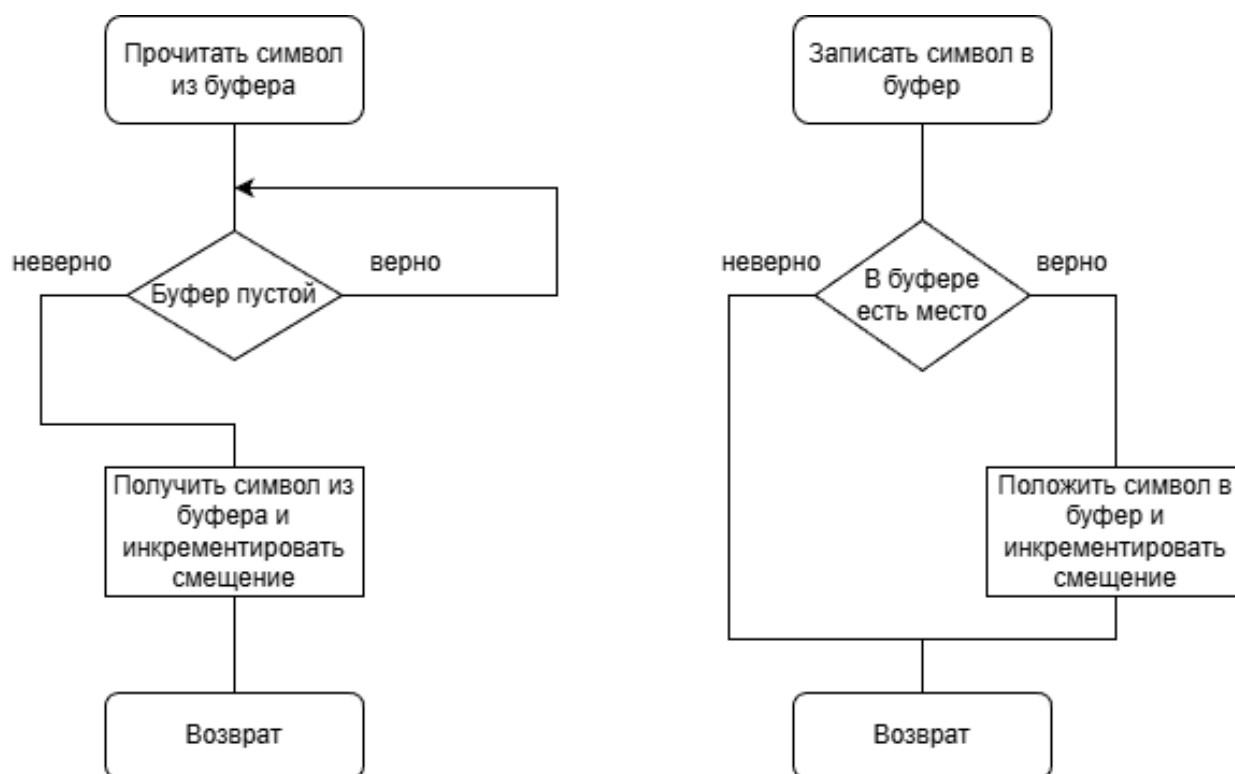 Прочитать символ
из буфера
неверно
верно
Буфер пустой
Получить символ из
буфера и
инкрементировать
смещение
Возврат
Записать символ в
буфер
неверно
верно
В буфере
есть место
Положить символ в
буфер и
инкрементировать
смещение
Возврат